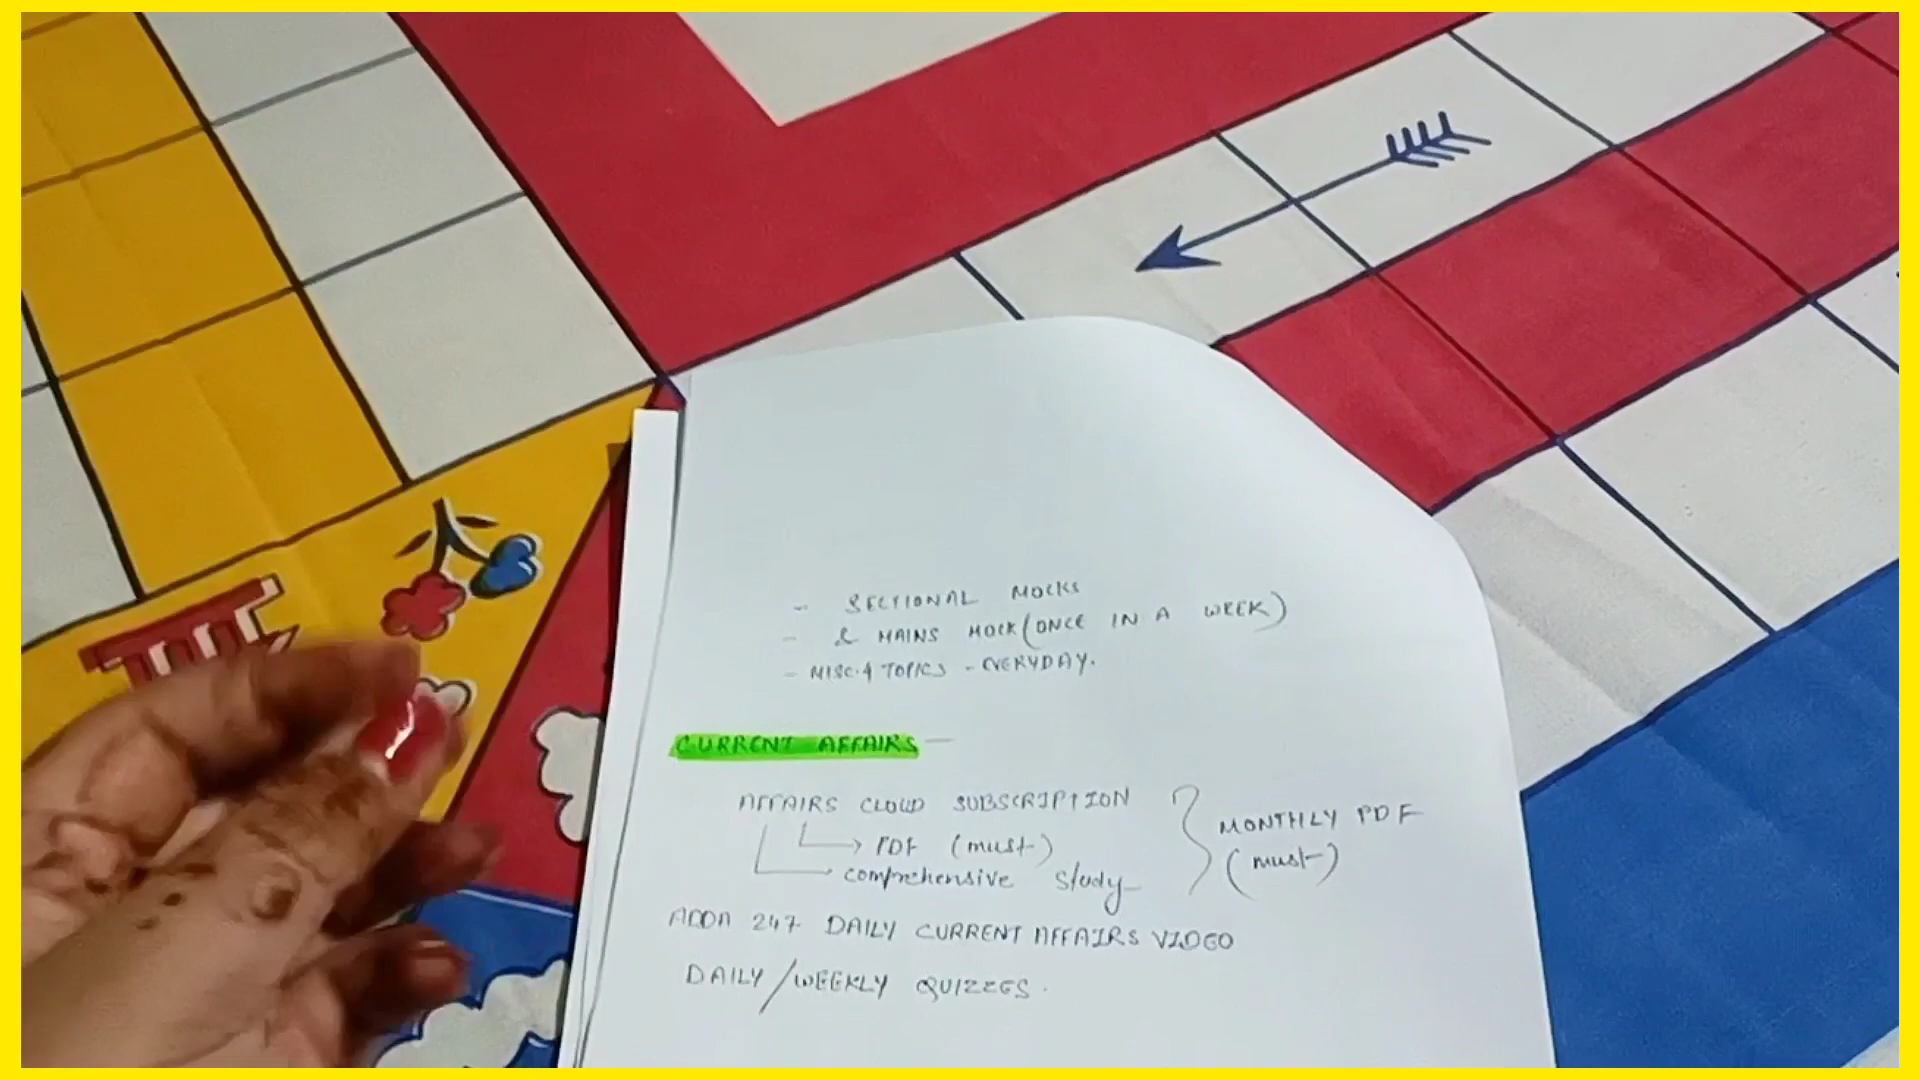 - SECTIONAL MOCKS
- 2 MAINS MOCK (ONCE IN A WEEK)
- MISC. 4 TOPICS - EVERYDAY.
CURRENT AFFAIRS -
AFFAIRS CLOUD SUBSCRIPTION
PDF (must)
comprehensive study
MONTHLY PDF
(must)
ADDA 247 DAILY CURRENT AFFAIRS VIDEO
DAILY/WEEKLY QUIZZES.